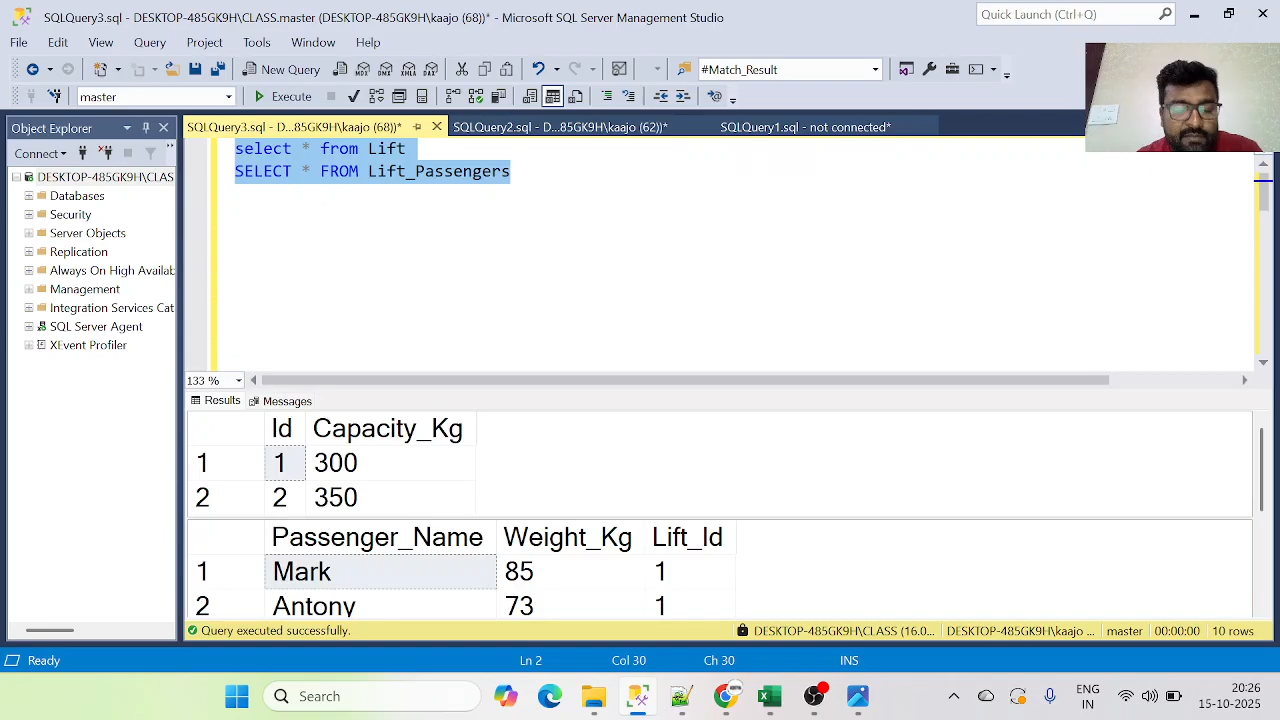 SQLQuery3.sql - DESKTOP-485GK9H\CLASS.master (DESKTOP-485GK9H\kaajo (68))* - Microsoft SQL Server Management Studio
Quick Launch (Ctrl+Q)
File Edit View Query Project Tools Window Help
New Query
MDX DMX XMLA DAX
#Match_Result
master
Execute
Object Explorer
SQLQuery3.sql - D...85GK9H\kaajo (68))*
SQLQuery2.sql - D...85GK9H\kaajo (62))*
SQLQuery1.sql - not connected*
Connect
DESKTOP-485GK9H\CLAS
Databases
Security
Server Objects
Replication
Always On High Availab
Management
Integration Services Cat
SQL Server Agent
XEvent Profiler
select * from Lift
SELECT * FROM Lift_Passengers
133 %
Results Messages
Id Capacity_Kg
1 1 300
2 2 350
Passenger_Name Weight_Kg Lift_Id
1 Mark 85 1
2 Antony 73 1
Query executed successfully.
DESKTOP-485GK9H\CLASS (16.0... DESKTOP-485GK9H\kaajo ... master 00:00:00 10 rows
Ready Ln 2 Col 30 Ch 30 INS
Search
ENG
IN
20:26
15-10-2025